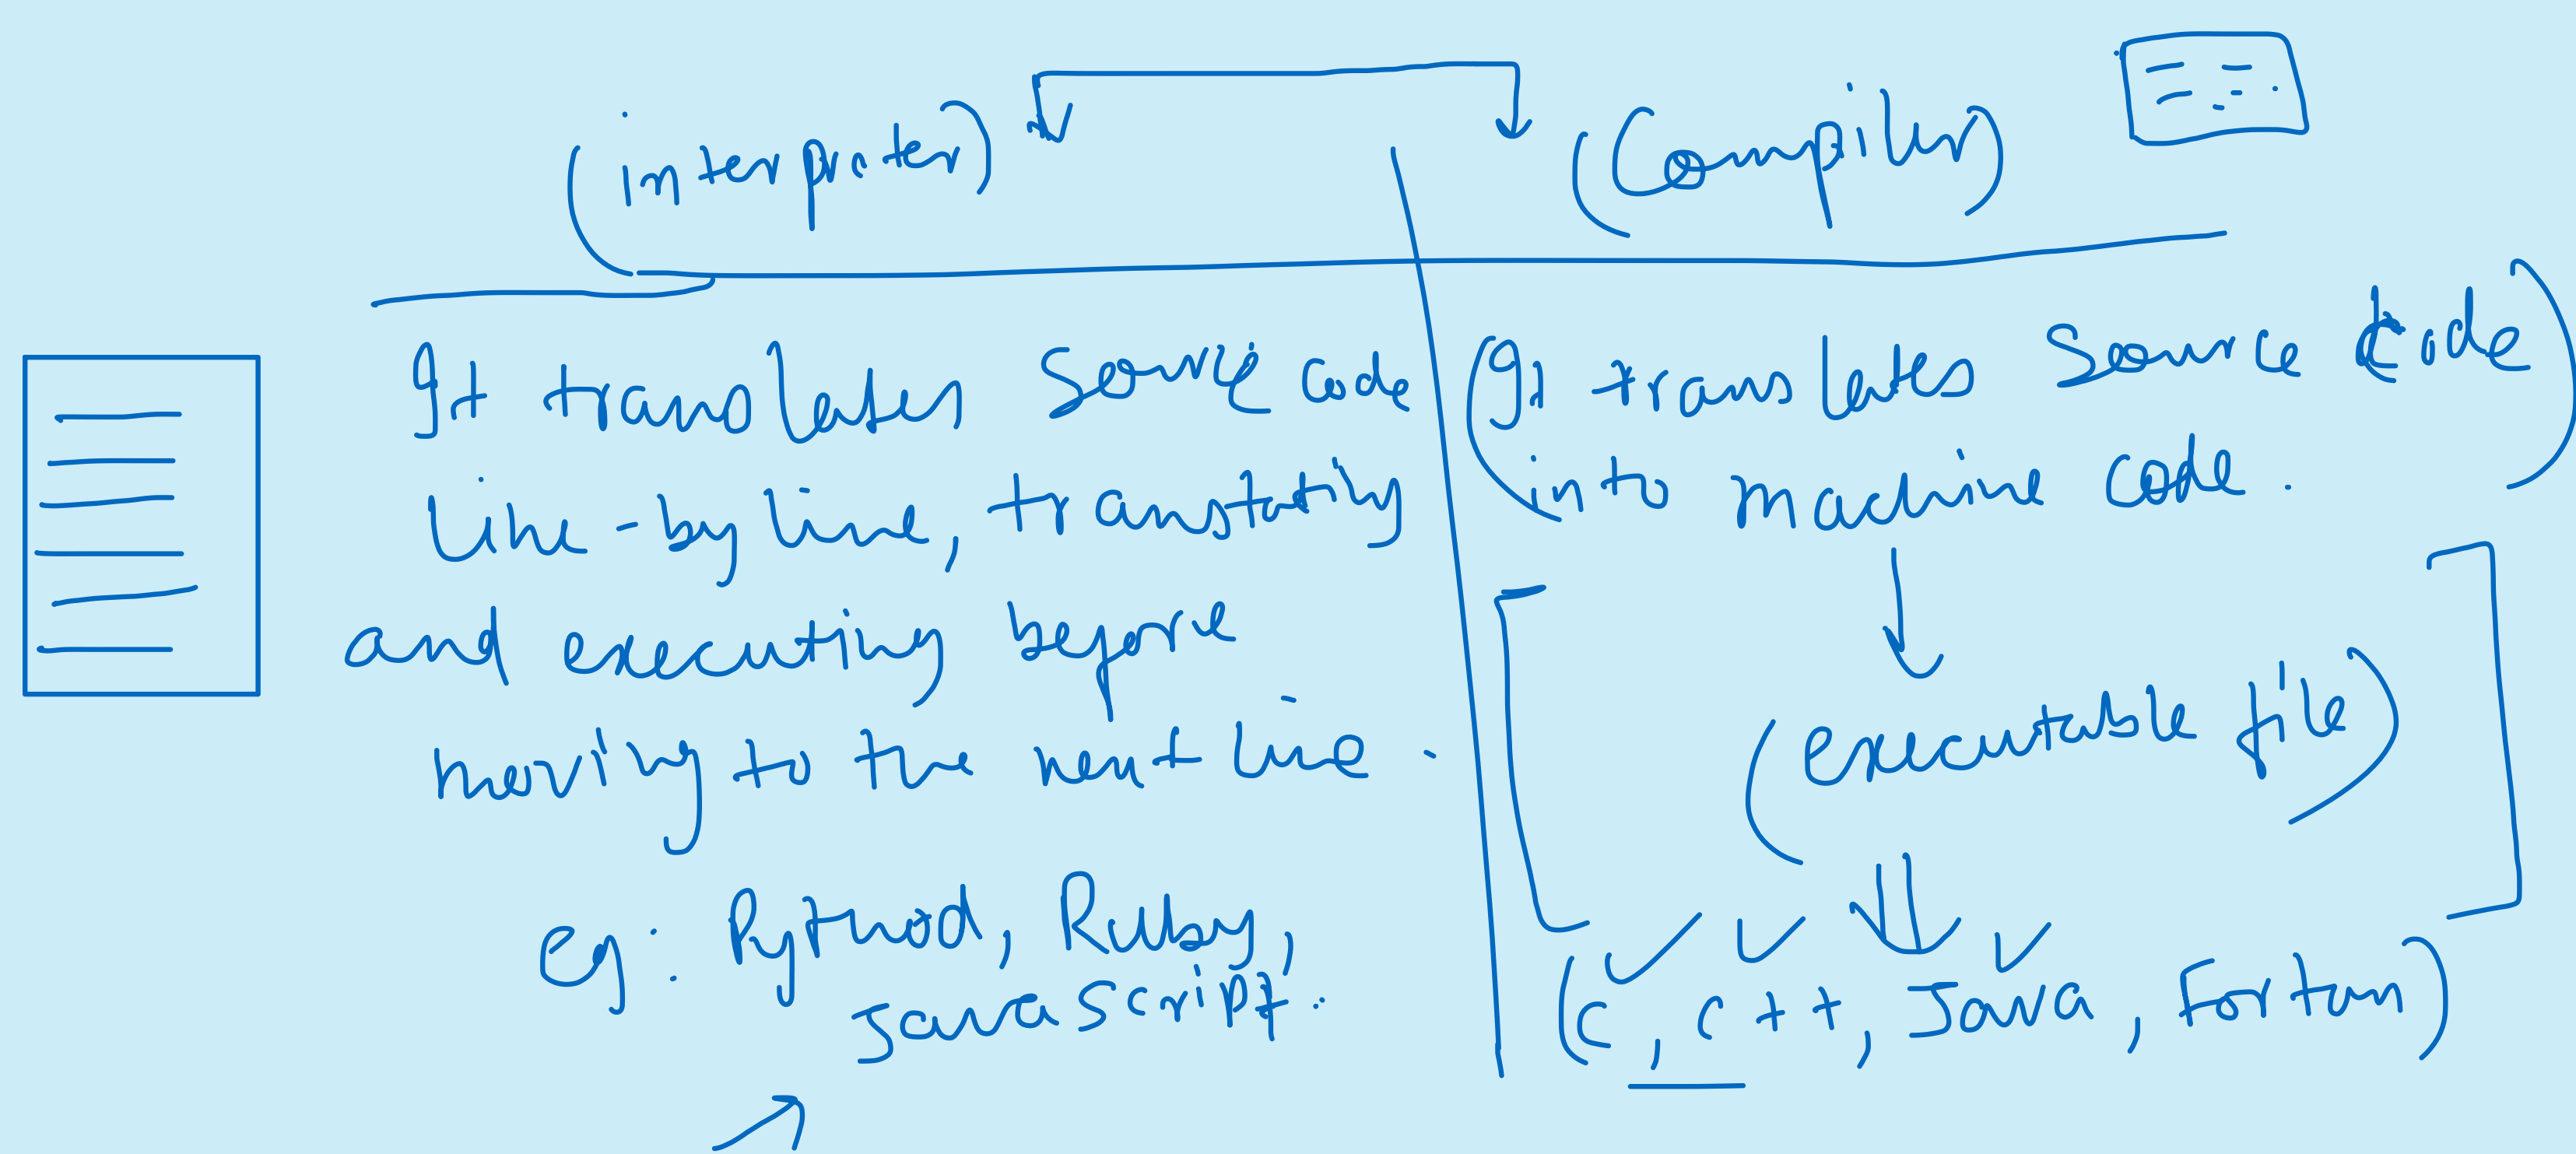 (interpreter)
(Compiler)
It translates source code
line-by line, translating
and executing before
moving to the next line.
eg: Python, Ruby,
Javascript.
(It translates source code)
into machine code.
(executable file)
(C, C++, Java, Fortan)